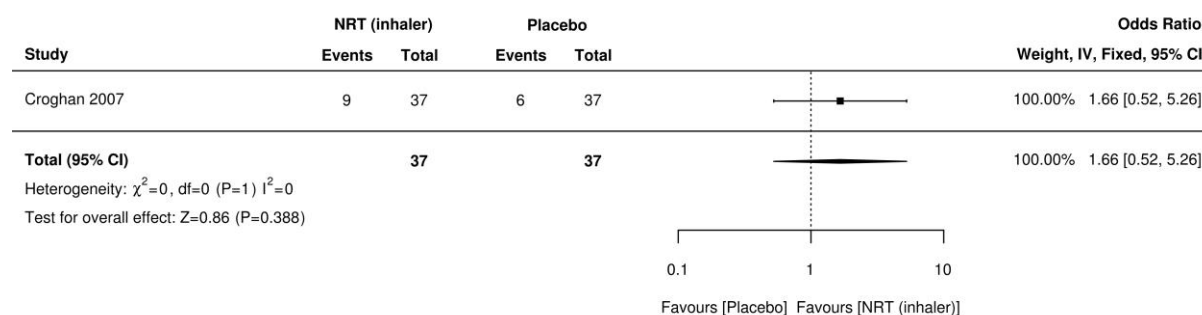 NRT (inhaler) Placebo Odds Ratio
Study Events Total Events Total Weight, IV, Fixed, 95% CI
Croghan 2007 9 37 6 37 100.00% 1.66 [0.52, 5.26]
Total (95% CI) 37 37 100.00% 1.66 [0.52, 5.26]
Heterogeneity: χ²=0, df=0 (P=1) I²=0
Test for overall effect: Z=0.86 (P=0.388)
0.1 1 10
Favours [Placebo] Favours [NRT (inhaler)]